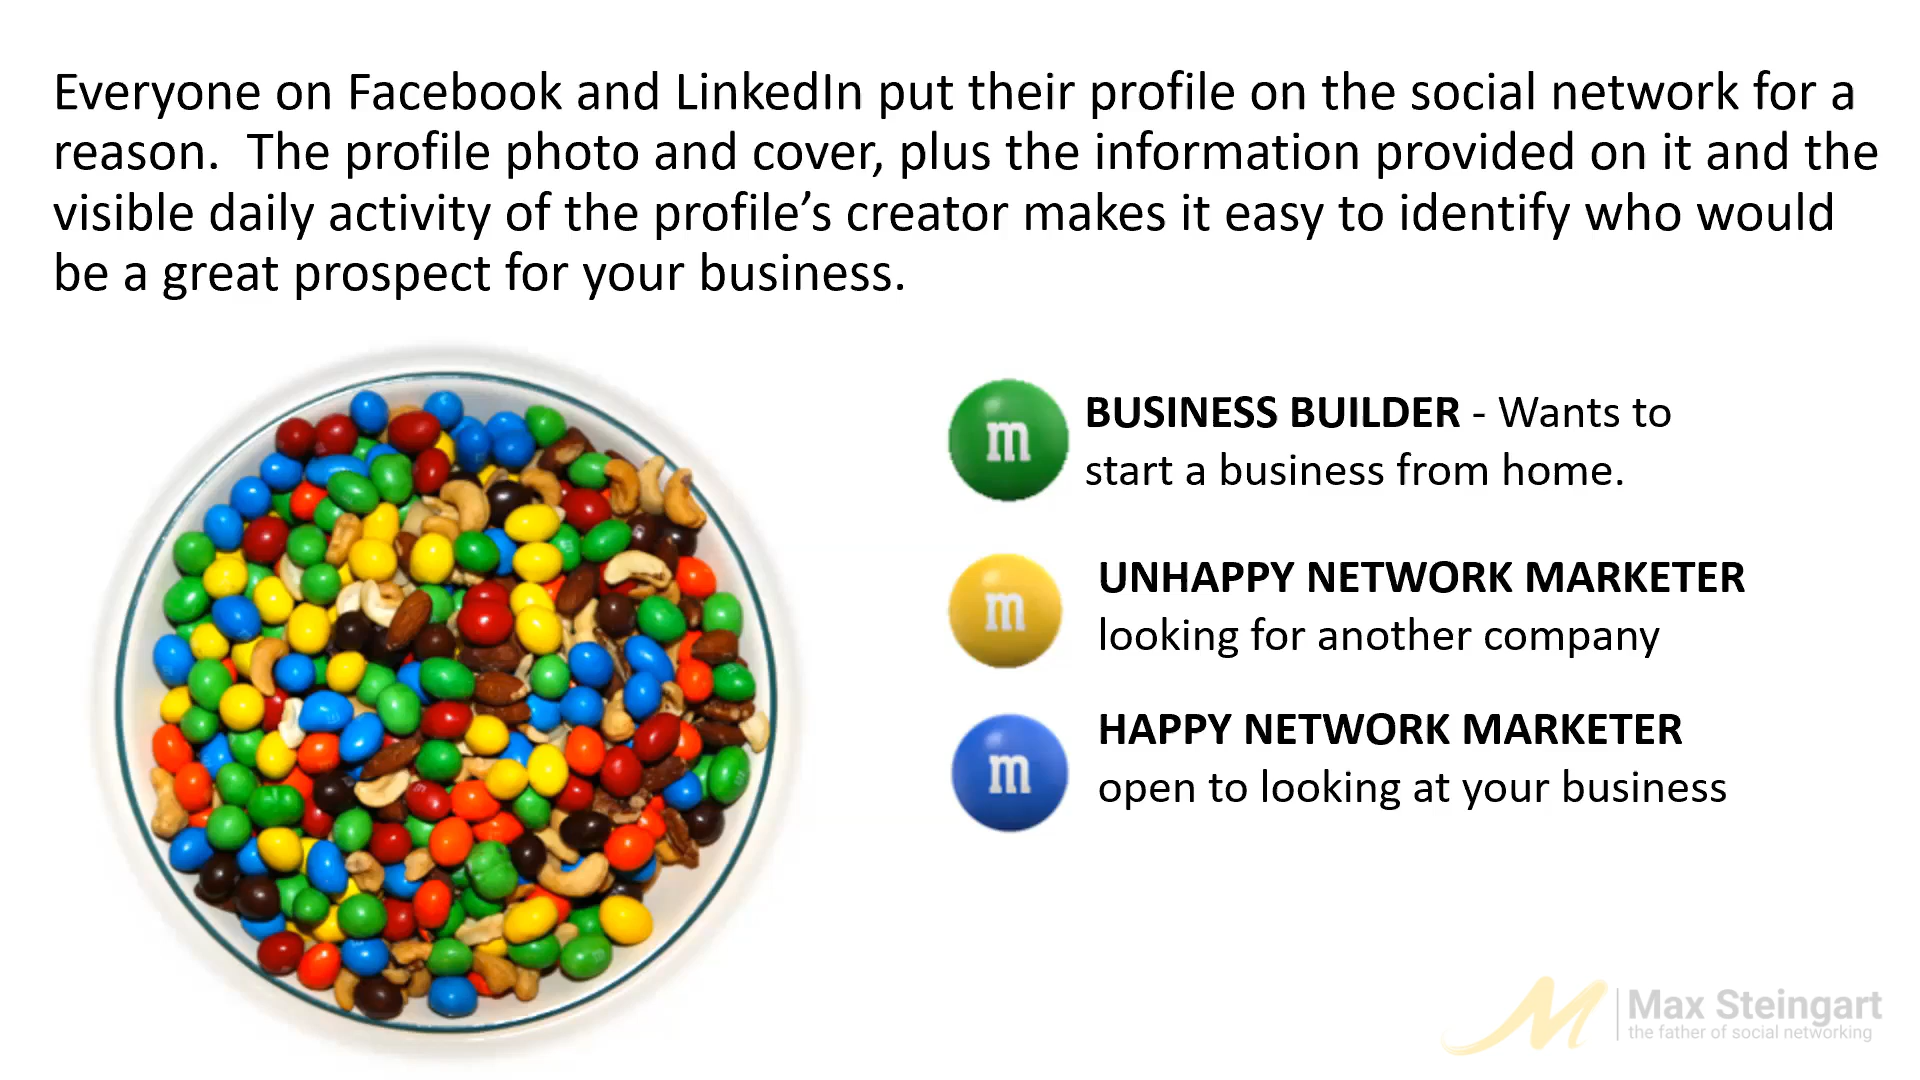 Everyone on Facebook and LinkedIn put their profile on the social network for a
reason.  The profile photo and cover, plus the information provided on it and the
visible daily activity of the profile’s creator makes it easy to identify who would
be a great prospect for your business.
m
BUSINESS BUILDER - Wants to
start a business from home.
m
UNHAPPY NETWORK MARKETER
looking for another company
m
HAPPY NETWORK MARKETER
open to looking at your business
M
Max Steingart
the father of social networking